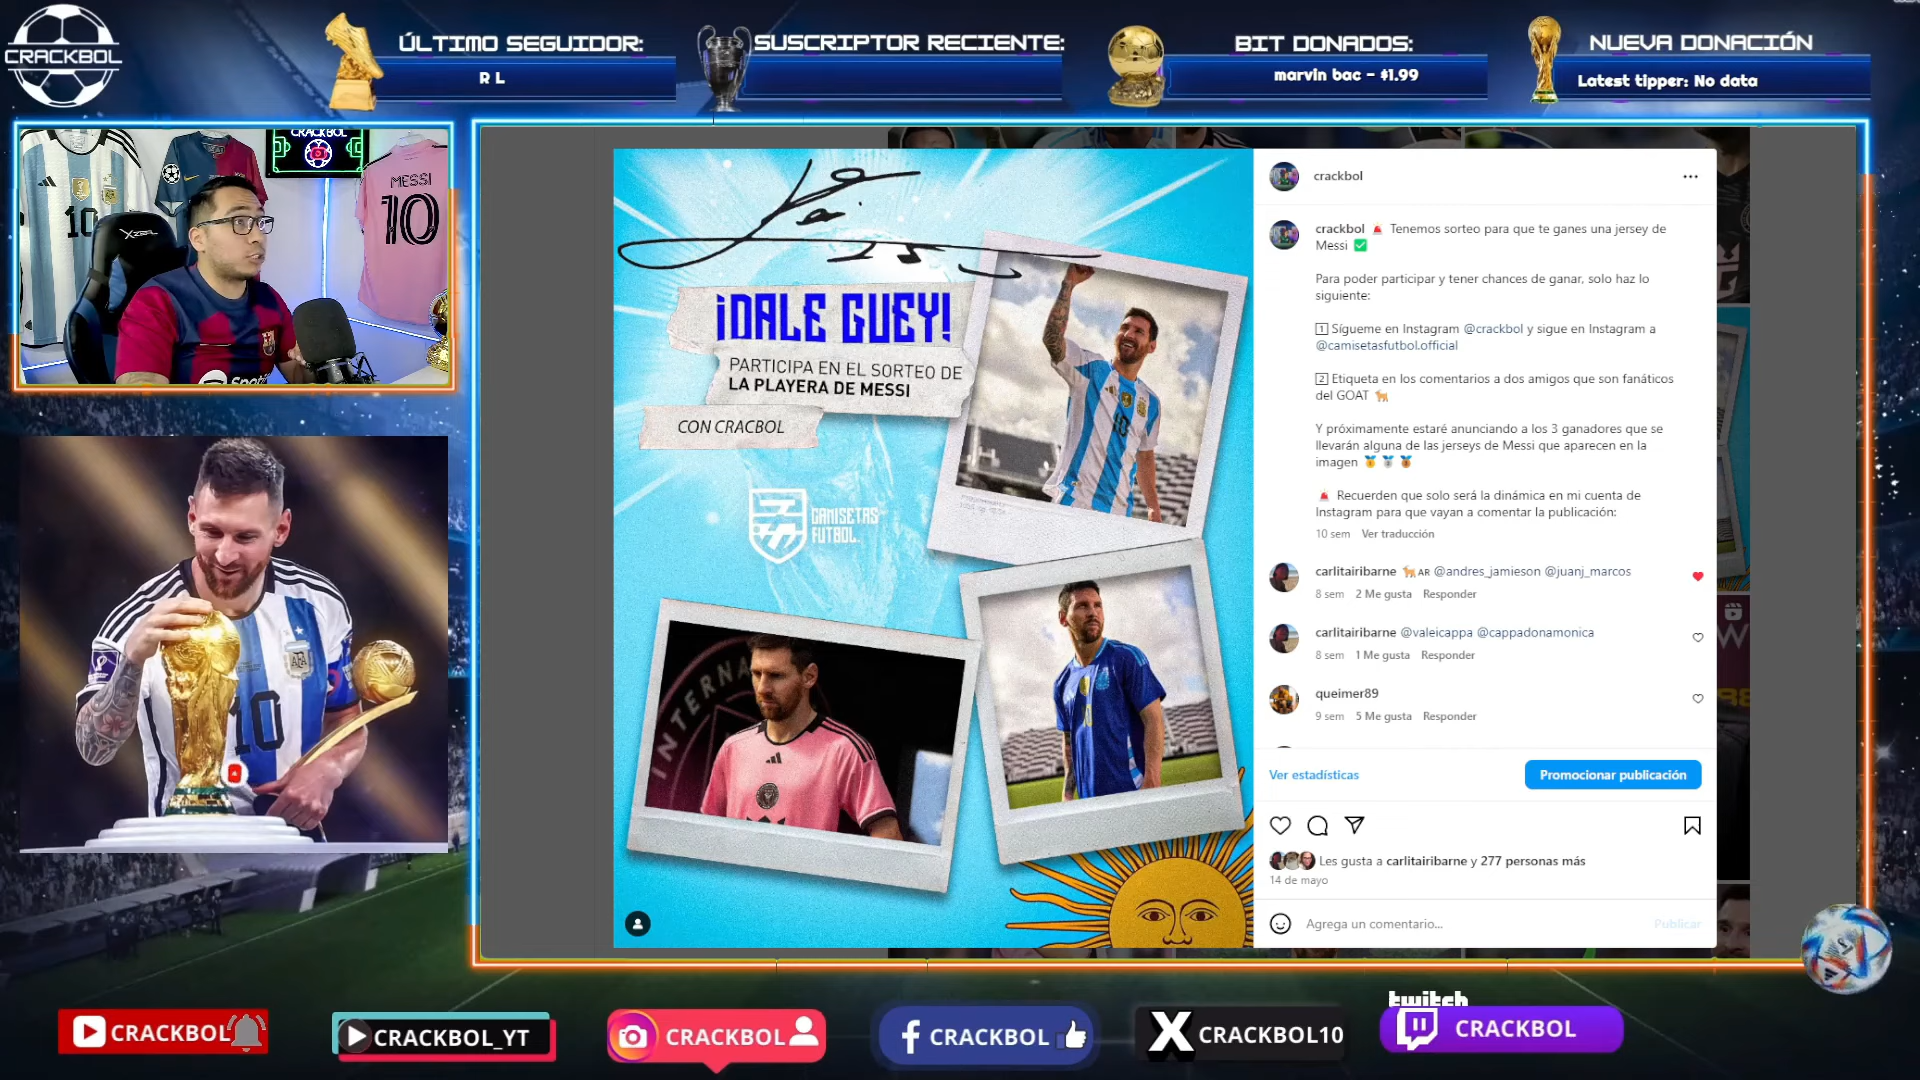 CRACKBOL
ÚLTIMO SEGUIDOR:
R L
SUSCRIPTOR RECIENTE:
BIT DONADOS:
marvin bac - $1.99
NUEVA DONACIÓN
Latest tipper: No data
CRACKBOL
10
XZEAL
MESSI
10
Spotify
10
¡DALE GUEY!
PARTICIPA EN EL SORTEO DE
LA PLAYERA DE MESSI
CON CRACBOL
CAMISETAS
FUTBOL.
10
INTERNA
crackbol
crackbol 🚨 Tenemos sorteo para que te ganes una jersey de
Messi ✅
Para poder participar y tener chances de ganar, solo haz lo
siguiente:
1️⃣ Sígueme en Instagram @crackbol y sigue en Instagram a
@camisetasfutbol.official
2️⃣ Etiqueta en los comentarios a dos amigos que son fanáticos
del GOAT 🐐
Y próximamente estaré anunciando a los 3 ganadores que se
llevarán alguna de las jerseys de Messi que aparecen en la
imagen 🥇 🥈 🥉
🚨 Recuerden que solo será la dinámica en mi cuenta de
Instagram para que vayan a comentar la publicación:
10 sem Ver traducción
carlitairibarne 🐐 AR @andres_jamieson @juanj_marcos
8 sem 2 Me gusta Responder
carlitairibarne @valeicappa @cappadonamonica
8 sem 1 Me gusta Responder
queimer89
9 sem 5 Me gusta Responder
Ver estadísticas
Promocionar publicación
Les gusta a carlitairibarne y 277 personas más
14 de mayo
Agrega un comentario...
Publicar
CRACKBOL
CRACKBOL_YT
CRACKBOL
CRACKBOL
X CRACKBOL10
twitch
CRACKBOL